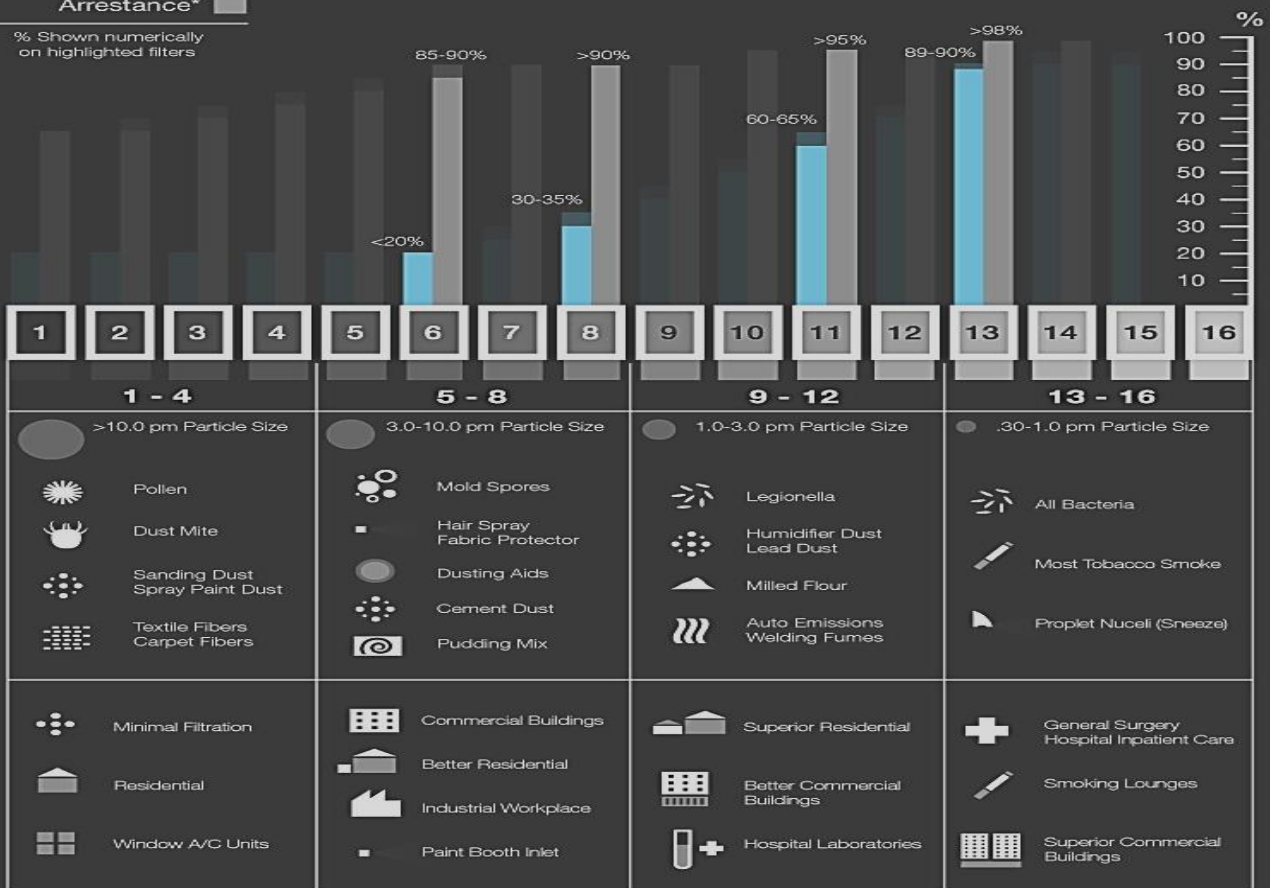 Arrestance*
% Shown numerically
on highlighted filters
%
100
90
80
70
60
50
40
30
20
10
<20%
85-90%
30-35%
>90%
60-65%
>95%
89-90%
>98%
1 2 3 4 5 6 7 8 9 10 11 12 13 14 15 16
1 - 4
5 - 8
9 - 12
13 - 16
>10.0 pm Particle Size
Pollen
Dust Mite
Sanding Dust
Spray Paint Dust
Textile Fibers
Carpet Fibers
3.0-10.0 pm Particle Size
Mold Spores
Hair Spray
Fabric Protector
Dusting Aids
Cement Dust
Pudding Mix
1.0-3.0 pm Particle Size
Legionella
Humidifier Dust
Lead Dust
Milled Flour
Auto Emissions
Welding Fumes
.30-1.0 pm Particle Size
All Bacteria
Most Tobacco Smoke
Proplet Nuceli (Sneeze)
Minimal Filtration
Residential
Window A/C Units
Commercial Buildings
Better Residential
Industrial Workplace
Paint Booth Inlet
Superior Residential
Better Commercial
Buildings
Hospital Laboratories
General Surgery
Hospital Inpatient Care
Smoking Lounges
Superior Commercial
Buildings